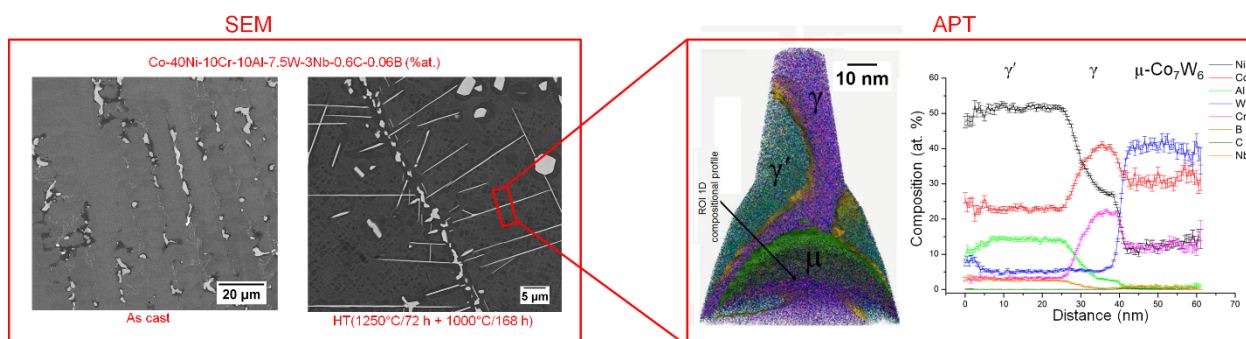 SEM
Co-40Ni-10Cr-10Al-7.5W-3Nb-0.6C-0.06B (%at.)
20 µm
As cast
5 µm
HT(1250°C/72 h + 1000°C/168 h)
APT
10 nm
γ
γ'
μ
ROI 1D
compositional profile
γ' γ μ-Co₇W₆
Ni
Co
Al
W
Cr
B
C
Nb
Composition (at. %)
60
50
40
30
20
10
0
0 10 20 30 40 50 60 70
Distance (nm)